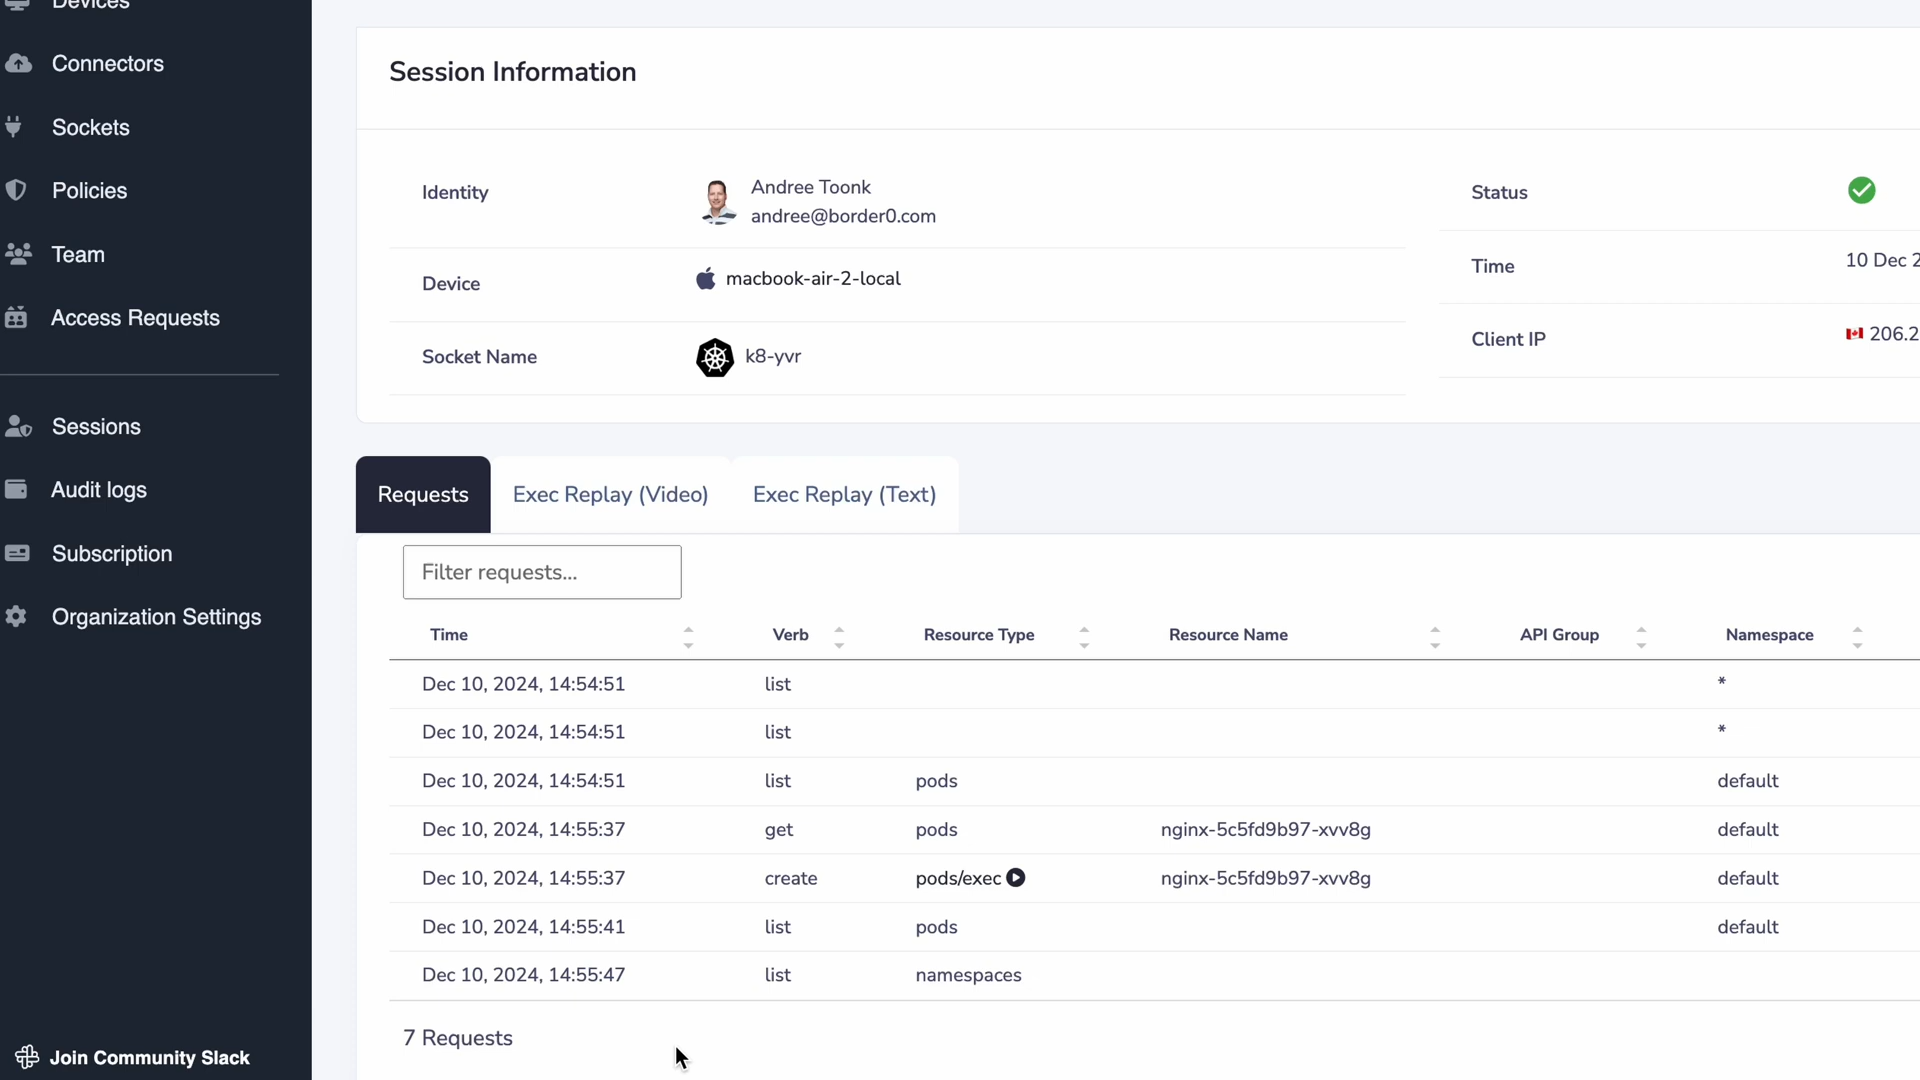 Devices
Connectors
Sockets
Policies
Team
Access Requests
Sessions
Audit logs
Subscription
Organization Settings
Join Community Slack
Session Information
Identity
Andree Toonk
andree@border0.com
Device
macbook-air-2-local
Socket Name
k8-yvr
Status
Time
10 Dec 2
Client IP
206.2
Requests Exec Replay (Video) Exec Replay (Text)
Filter requests...
Time Verb Resource Type Resource Name API Group Namespace
Dec 10, 2024, 14:54:51 list *
Dec 10, 2024, 14:54:51 list *
Dec 10, 2024, 14:54:51 list pods default
Dec 10, 2024, 14:55:37 get pods nginx-5c5fd9b97-xvv8g default
Dec 10, 2024, 14:55:37 create pods/exec nginx-5c5fd9b97-xvv8g default
Dec 10, 2024, 14:55:41 list pods default
Dec 10, 2024, 14:55:47 list namespaces
7 Requests